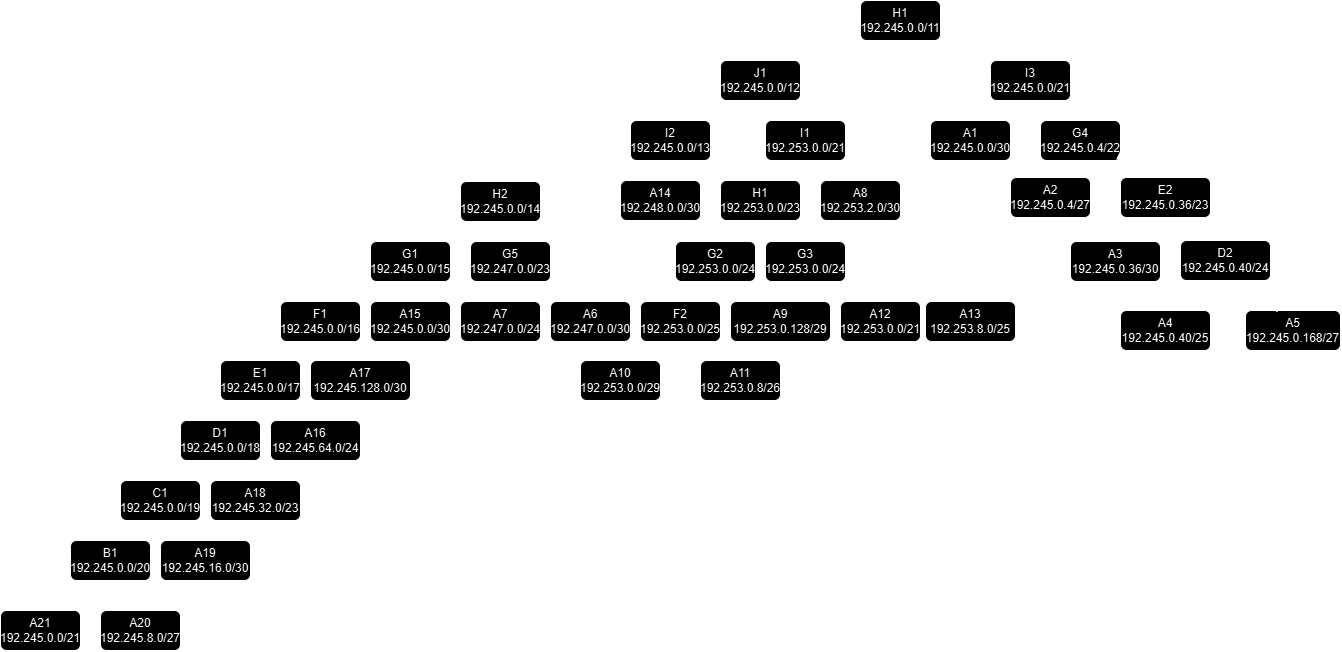 H1
192.245.0.0/11
J1
192.245.0.0/12
I3
192.245.0.0/21
I2
192.245.0.0/13
I1
192.253.0.0/21
A1
192.245.0.0/30
G4
192.245.0.4/22
H2
192.245.0.0/14
A14
192.248.0.0/30
H1
192.253.0.0/23
A8
192.253.2.0/30
A2
192.245.0.4/27
E2
192.245.0.36/23
G1
192.245.0.0/15
G5
192.247.0.0/23
G2
192.253.0.0/24
G3
192.253.0.0/24
A3
192.245.0.36/30
D2
192.245.0.40/24
F1
192.245.0.0/16
A15
192.245.0.0/30
A7
192.247.0.0/24
A6
192.247.0.0/30
F2
192.253.0.0/25
A9
192.253.0.128/29
A12
192.253.0.0/21
A13
192.253.8.0/25
A4
192.245.0.40/25
A5
192.245.0.168/27
E1
192.245.0.0/17
A17
192.245.128.0/30
A10
192.253.0.0/29
A11
192.253.0.8/26
D1
192.245.0.0/18
A16
192.245.64.0/24
C1
192.245.0.0/19
A18
192.245.32.0/23
B1
192.245.0.0/20
A19
192.245.16.0/30
A21
192.245.0.0/21
A20
192.245.8.0/27